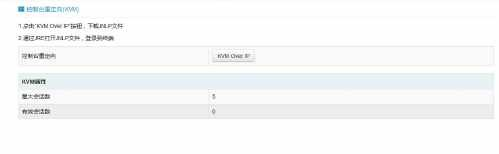 控制台重定向(KVM)
1.点击"KVM Over IP"按钮，下载JNLP文件
2.通过JRE打开JNLP文件，登录到终端
控制台重定向 KVM Over IP
KVM属性
最大会话数 5
有效会话数 0